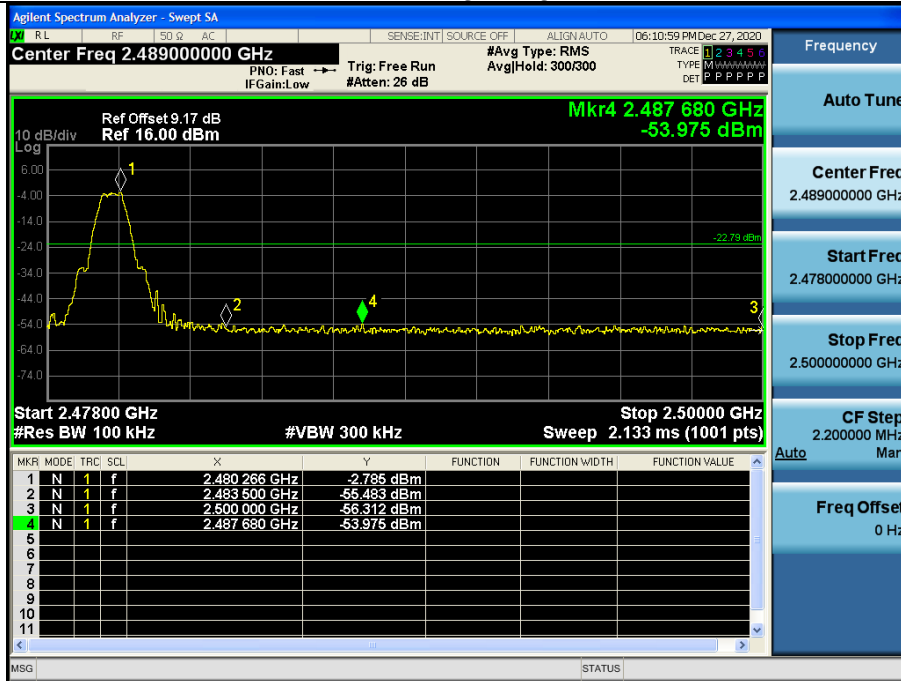 Agilent Spectrum Analyzer - Swept SA
LXI RL RF 50 Ω AC SENSE:INT SOURCE OFF ALIGN AUTO 06:10:59 PM Dec 27, 2020
Center Freq 2.489000000 GHz
PNO: Fast
IFGain:Low
Trig: Free Run
#Atten: 26 dB
#Avg Type: RMS
Avg|Hold: 300/300
TRACE 1 2 3 4 5 6
TYPE M W W W W W
DET P P P P P P
Mkr4 2.487 680 GHz
-53.975 dBm
Ref Offset 9.17 dB
10 dB/div Ref 16.00 dBm
Log
6.00
-4.00
-14.0
-24.0
-34.0
-44.0
-54.0
-64.0
-74.0
1
2
4
3
-22.79 dBm
Start 2.47800 GHz Stop 2.50000 GHz
#Res BW 100 kHz #VBW 300 kHz Sweep 2.133 ms (1001 pts)
MKR MODE TRC SCL X Y FUNCTION FUNCTION WIDTH FUNCTION VALUE
1 N 1 f 2.480 266 GHz -2.785 dBm
2 N 1 f 2.483 500 GHz -55.483 dBm
3 N 1 f 2.500 000 GHz -56.312 dBm
4 N 1 f 2.487 680 GHz -53.975 dBm
5
6
7
8
9
10
11
MSG STATUS
Frequency
Auto Tune
Center Freq
2.489000000 GHz
Start Freq
2.478000000 GHz
Stop Freq
2.500000000 GHz
CF Step
2.200000 MHz
Auto Man
Freq Offset
0 Hz